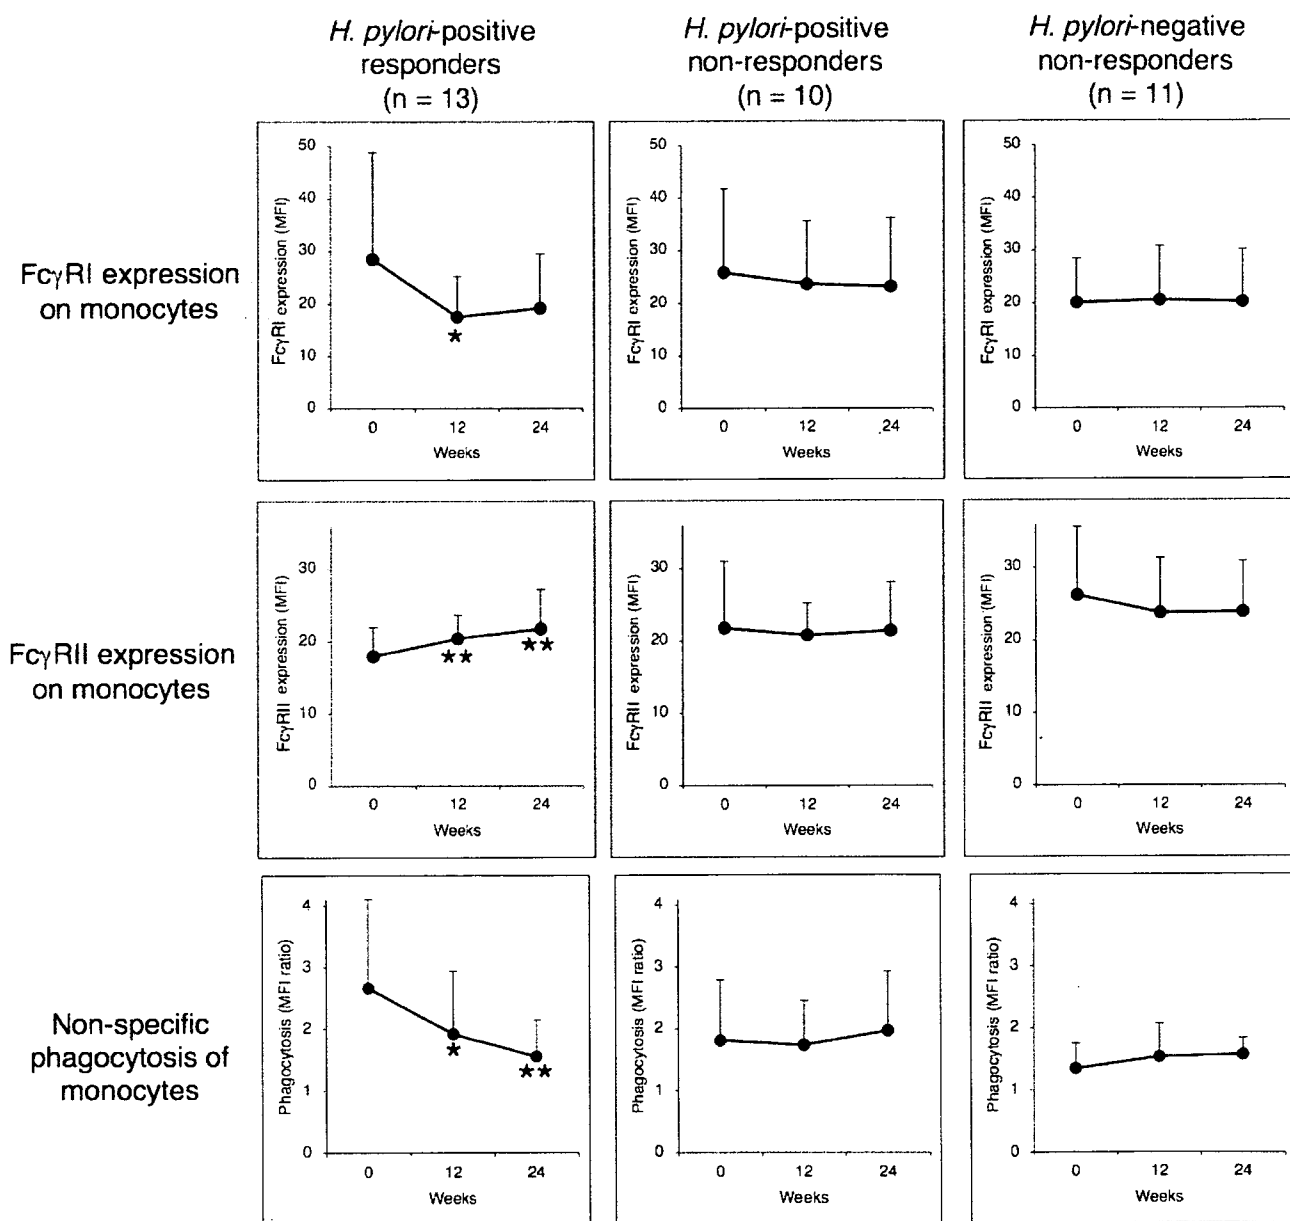 H. pylori-positive
responders
(n = 13)
H. pylori-positive
non-responders
(n = 10)
H. pylori-negative
non-responders
(n = 11)
FcγRI expression
on monocytes
FcγRI expression (MFI)
50
40
30
20
10
0
0 12 24
Weeks
FcγRI expression (MFI)
50
40
30
20
10
0
0 12 24
Weeks
FcγRI expression (MFI)
50
40
30
20
10
0
0 12 24
Weeks
FcγRII expression
on monocytes
FcγRII expression (MFI)
30
20
10
0
★★ ★★
0 12 24
Weeks
FcγRII expression (MFI)
30
20
10
0
0 12 24
Weeks
FcγRII expression (MFI)
30
20
10
0
0 12 24
Weeks
Non-specific
phagocytosis of
monocytes
Phagocytosis (MFI ratio)
4
3
2
1
0
0 12 24
Weeks
Phagocytosis (MFI ratio)
4
3
2
1
0
0 12 24
Weeks
Phagocytosis (MFI ratio)
4
3
2
1
0
0 12 24
Weeks